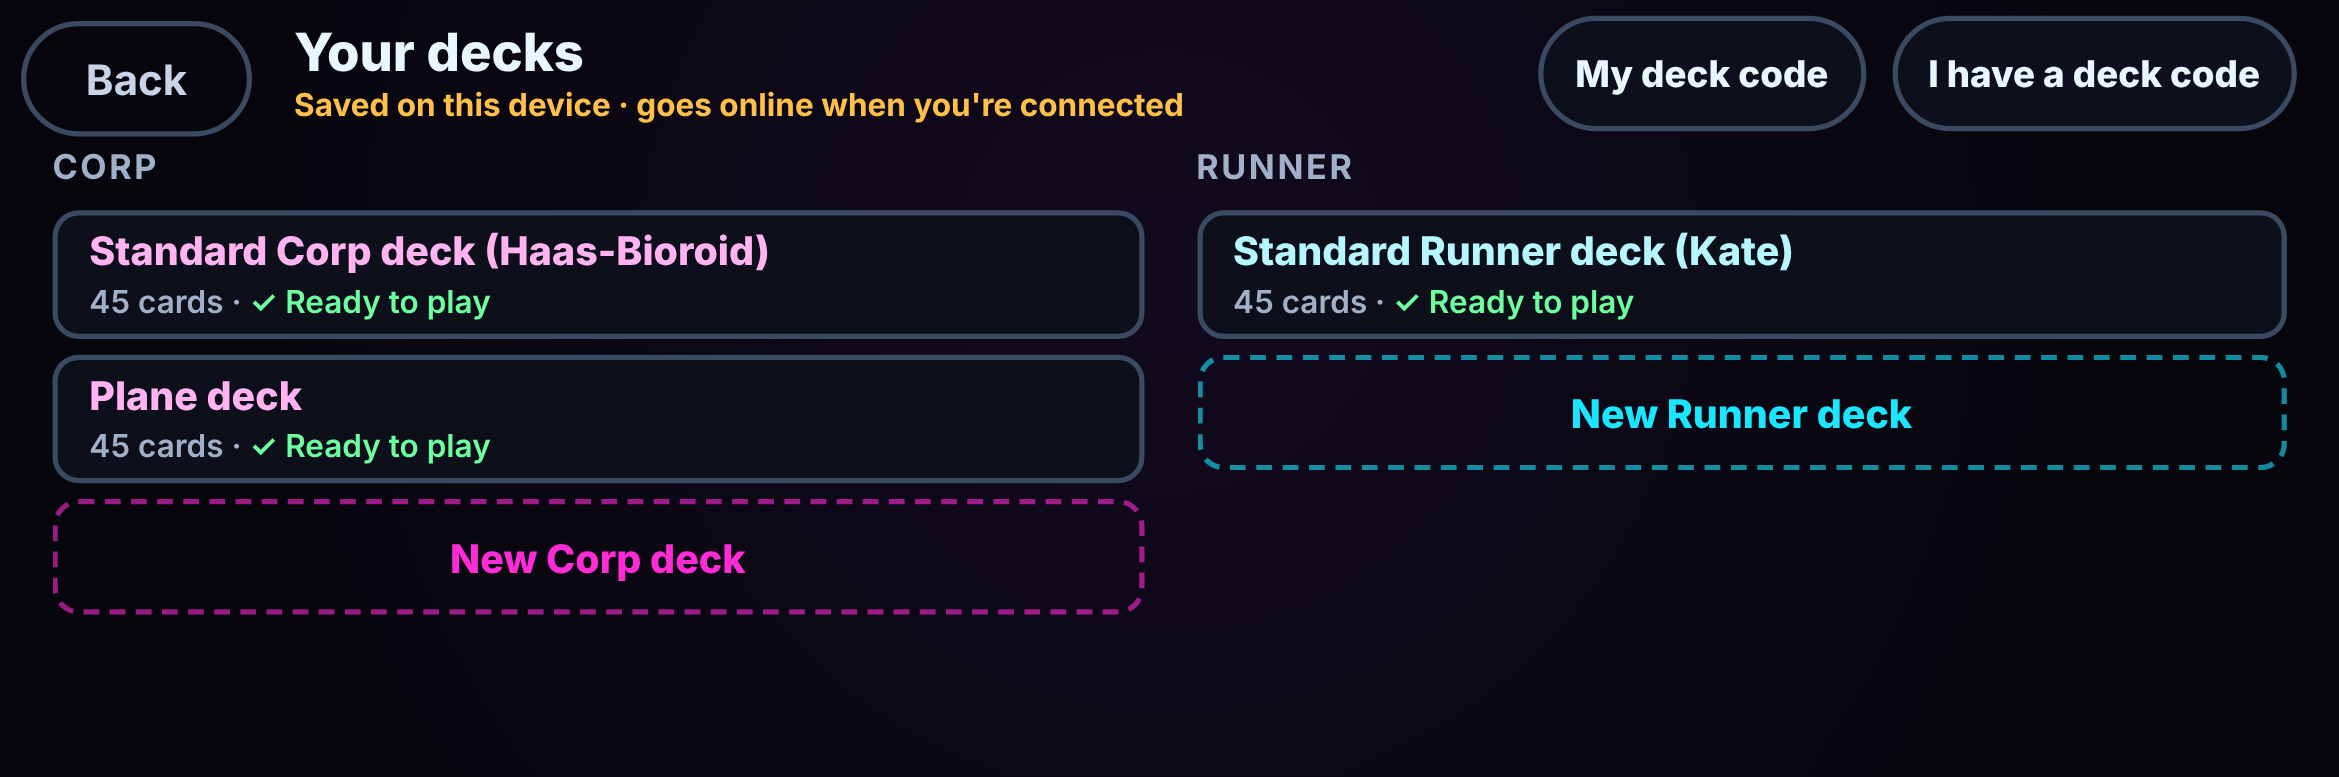 Back
Your decks
Saved on this device · goes online when you're connected
My deck code
I have a deck code
CORP
Standard Corp deck (Haas-Bioroid)
45 cards · ✓ Ready to play
Plane deck
45 cards · ✓ Ready to play
New Corp deck
RUNNER
Standard Runner deck (Kate)
45 cards · ✓ Ready to play
New Runner deck